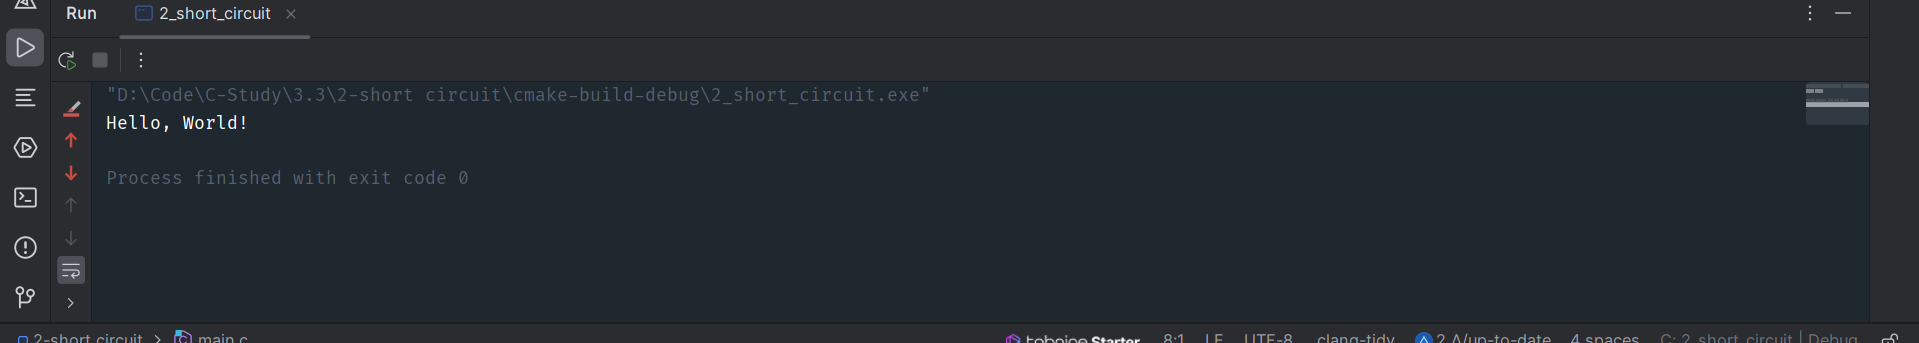 Run 2_short_circuit
"D:\Code\C-Study\3.3\2-short circuit\cmake-build-debug\2_short_circuit.exe"
Hello, World!
Process finished with exit code 0
2-short circuit > main.c tabnine Starter 8:1 LF UTF-8 .clang-tidy 2 Δ/up-to-date 4 spaces C: 2_short_circuit | Debug